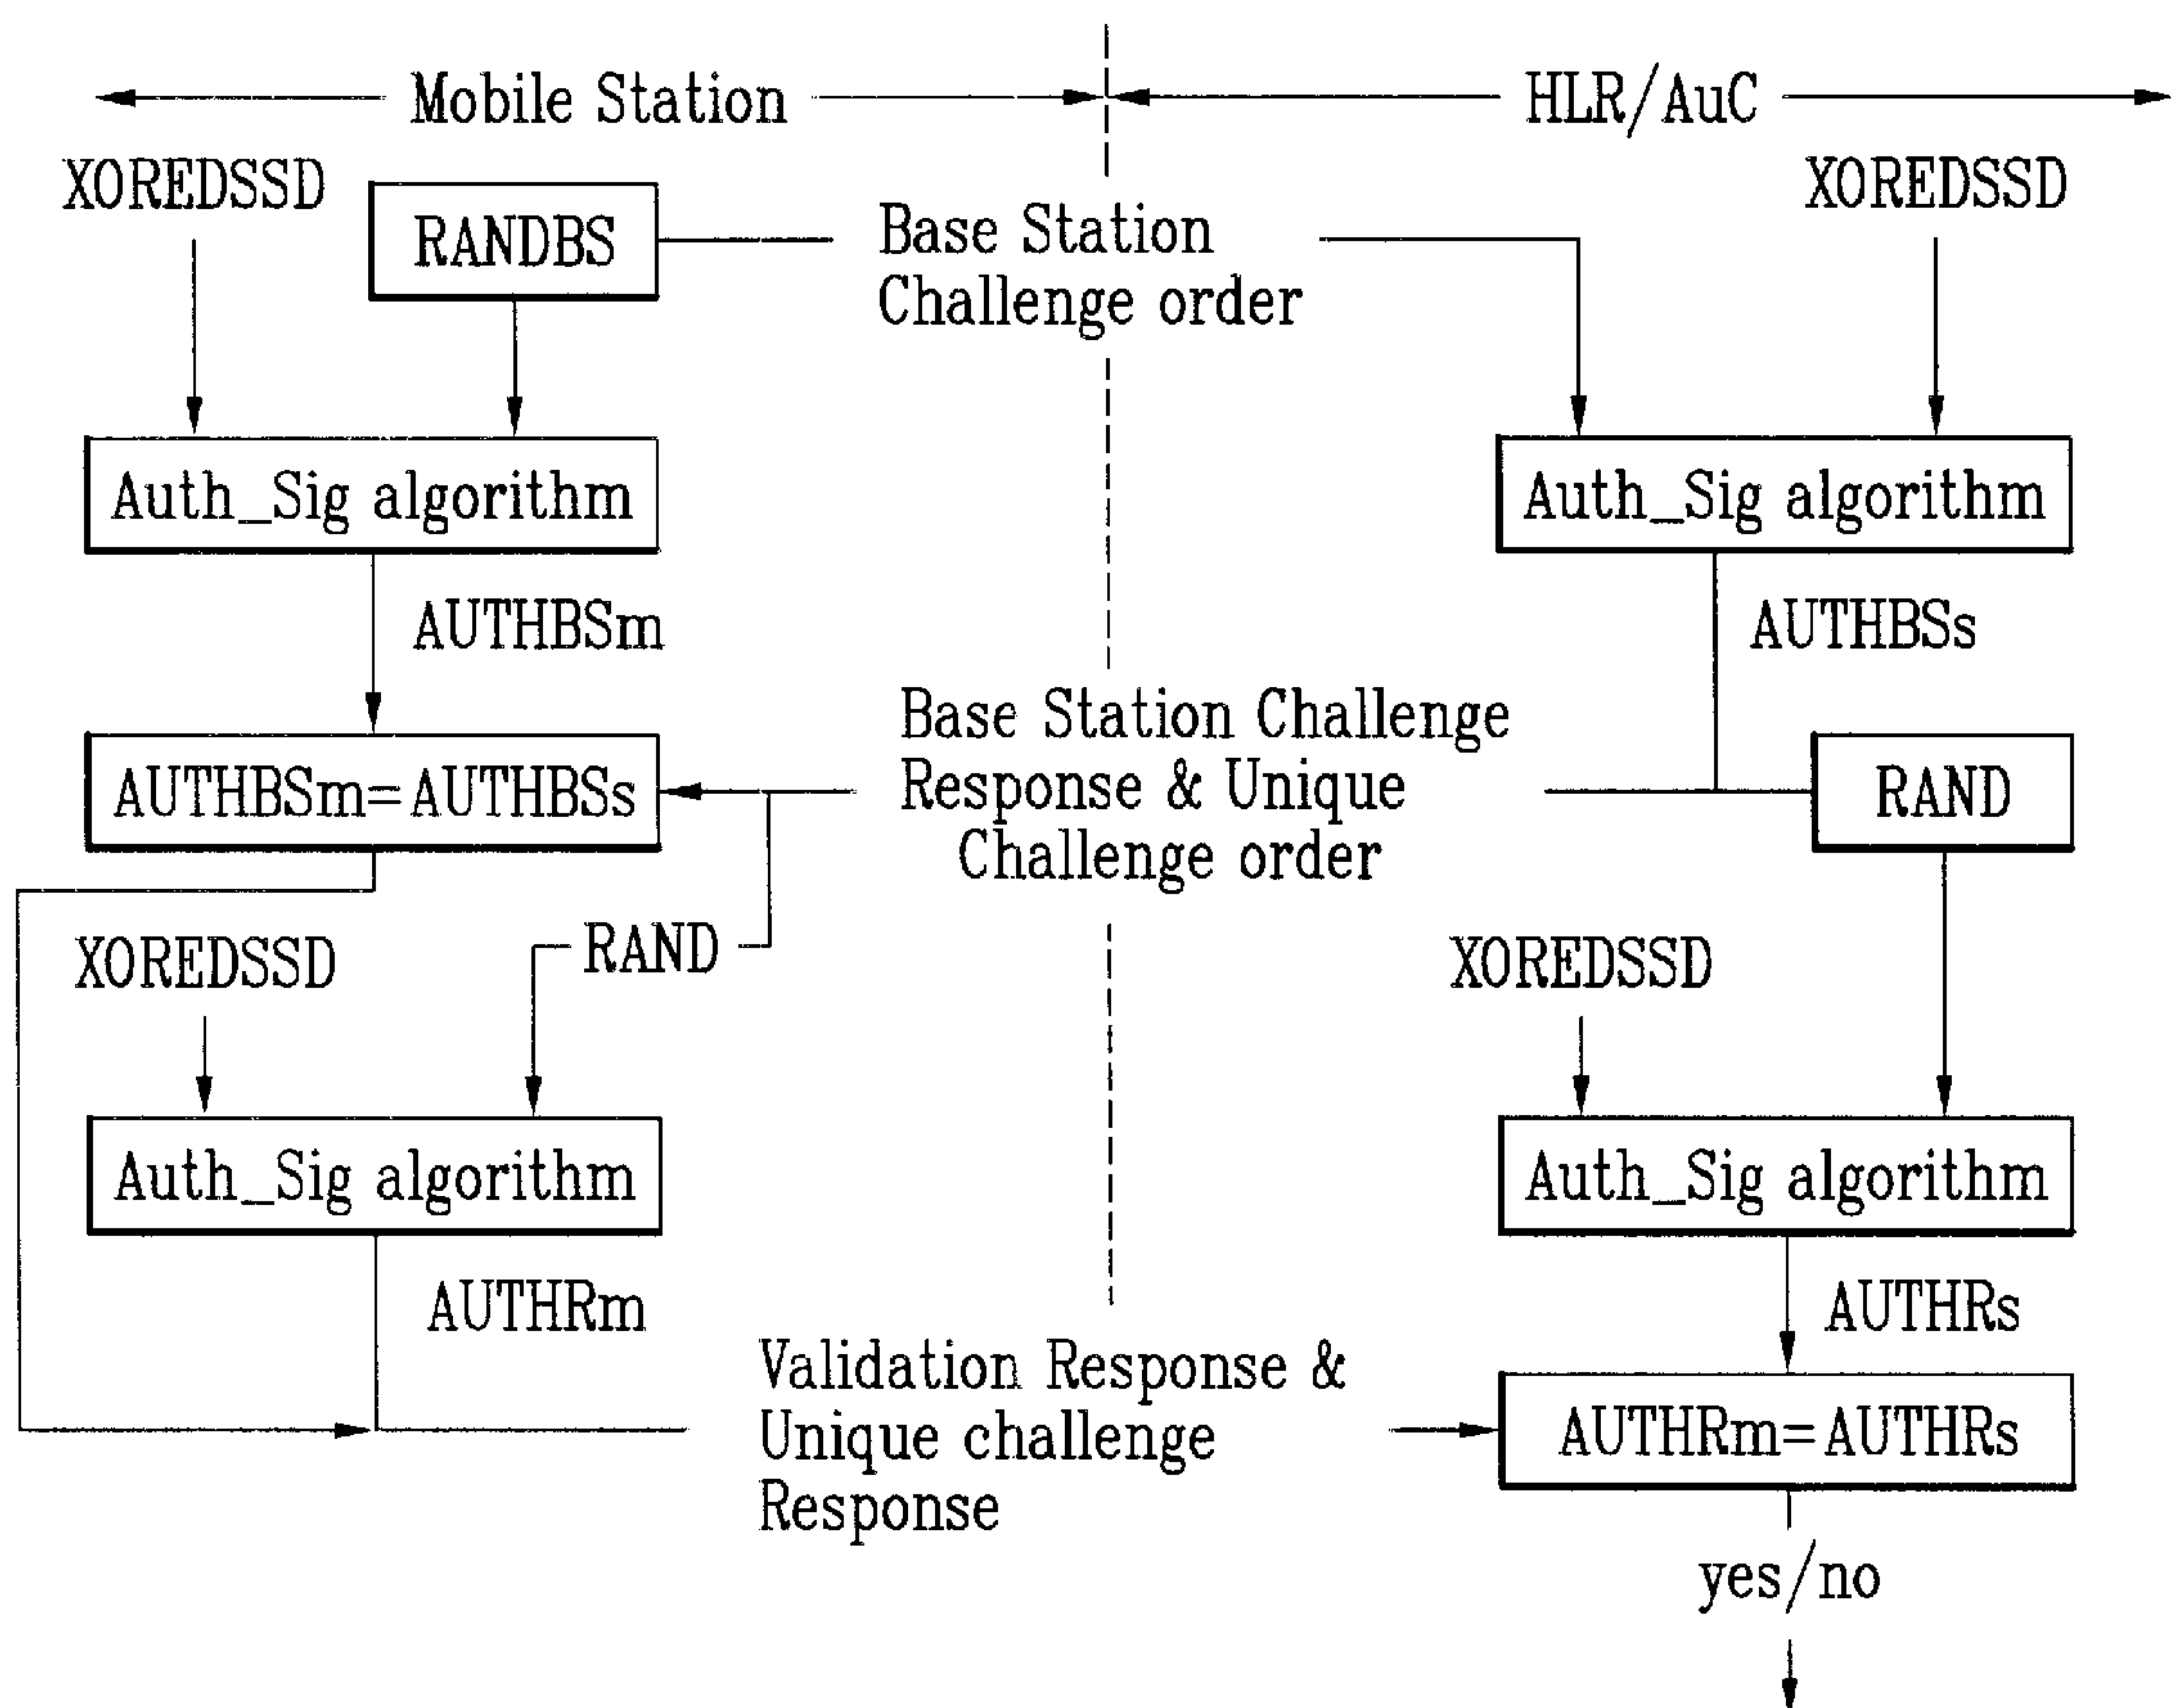 Mobile Station
HLR/AuC
XOREDSSD
RANDBS
Base Station
Challenge order
XOREDSSD
Auth_Sig algorithm
Auth_Sig algorithm
AUTHBSm
AUTHBSs
AUTHBSm=AUTHBSs
Base Station Challenge
Response & Unique
Challenge order
RAND
XOREDSSD
RAND
XOREDSSD
Auth_Sig algorithm
Auth_Sig algorithm
AUTHRm
AUTHRs
Validation Response &
Unique challenge
Response
AUTHRm=AUTHRs
yes/no